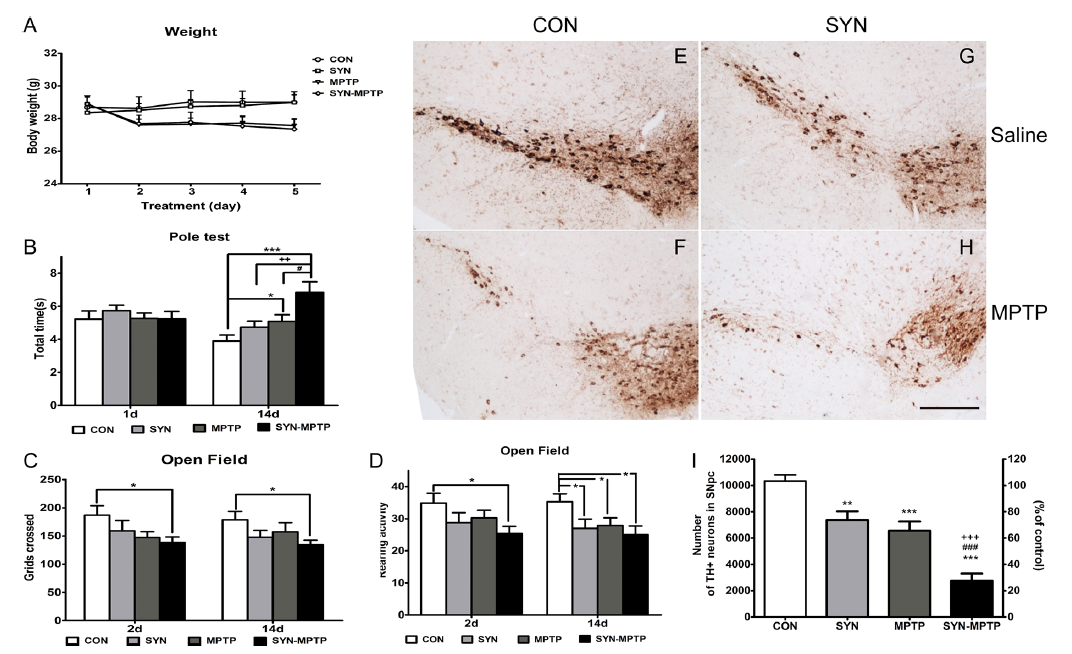 A
Weight
32
30
28
26
24
Body weight (g)
1 2 3 4 5
Treatment (day)
CON
SYN
MPTP
SYN-MPTP
B
Pole test
***
++
#
*
8
6
4
2
0
Total time(s)
1d 14d
CON SYN MPTP SYN-MPTP
CON SYN
E G
Saline
F H
MPTP
C
Open Field
250
200
150
100
50
0
Grids crossed
* *
2d 14d
CON SYN MPTP SYN-MPTP
D
Open Field
40
30
20
10
0
Rearing activity
* * * *
2d 14d
CON SYN MPTP SYN-MPTP
I
12000
10000
8000
6000
4000
2000
0
Number
of TH+ neurons in SNpc
**
***
+++
###
***
120
100
80
60
40
20
0
(% of control)
CON SYN MPTP SYN-MPTP